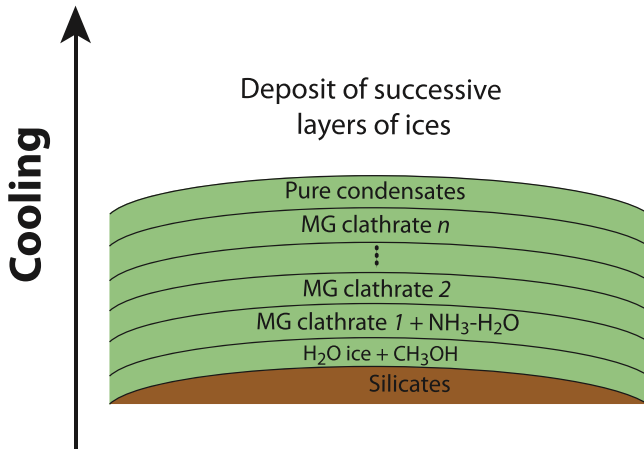 Cooling
Deposit of successive
layers of ices
Pure condensates
MG clathrate n
MG clathrate 2
MG clathrate 1 + NH₃-H₂O
H₂O ice + CH₃OH
Silicates